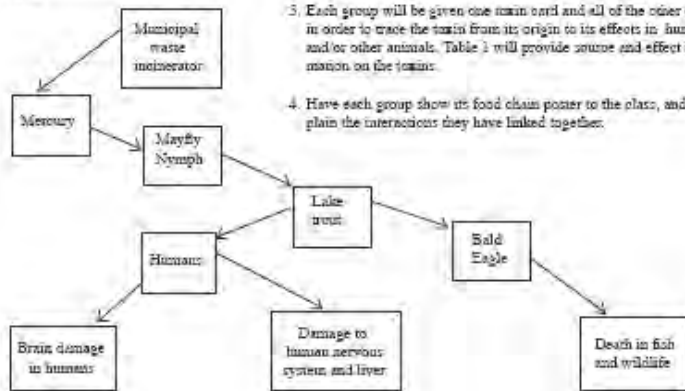 3. Each group will be given one toxin card and all of the other
in order to trace the toxin from its origin to its effects in hum
and/or other animals. Table 1 will provide source and effect
mation on the toxins.
4. Have each group show its food chain poster to the class, and
plain the interactions they have linked together.
Municipal
waste
incinerator
Mercury
Mayfly
Nymph
Lake
trout
Humans
Bald
Eagle
Brain damage
in humans
Damage to
human nervous
system and liver
Death in fish
and wildlife